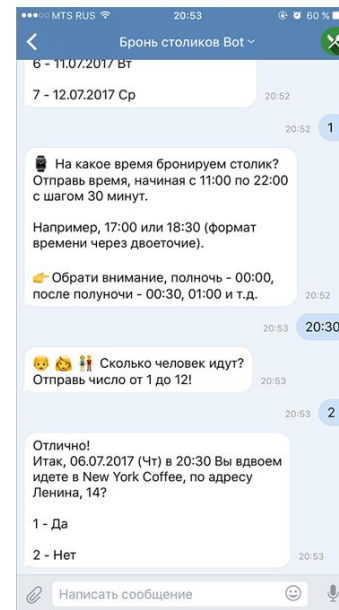 MTS RUS 20:53 60 %
Бронь столиков Bot
6 - 11.07.2017 Вт
7 - 12.07.2017 Ср
20:52
20:52 1
На какое время бронируем столик?
Отправь время, начиная с 11:00 по 22:00
с шагом 30 минут.
Например, 17:00 или 18:30 (формат
времени через двоеточие).
Обрати внимание, полночь - 00:00,
после полуночи - 00:30, 01:00 и т.д.
20:52
20:53 20:30
Сколько человек идут?
Отправь число от 1 до 12!
20:53
20:53 2
Отлично!
Итак, 06.07.2017 (Чт) в 20:30 Вы вдвоем
идете в New York Coffee, по адресу
Ленина, 14?
1 - Да
2 - Нет
20:53
Написать сообщение